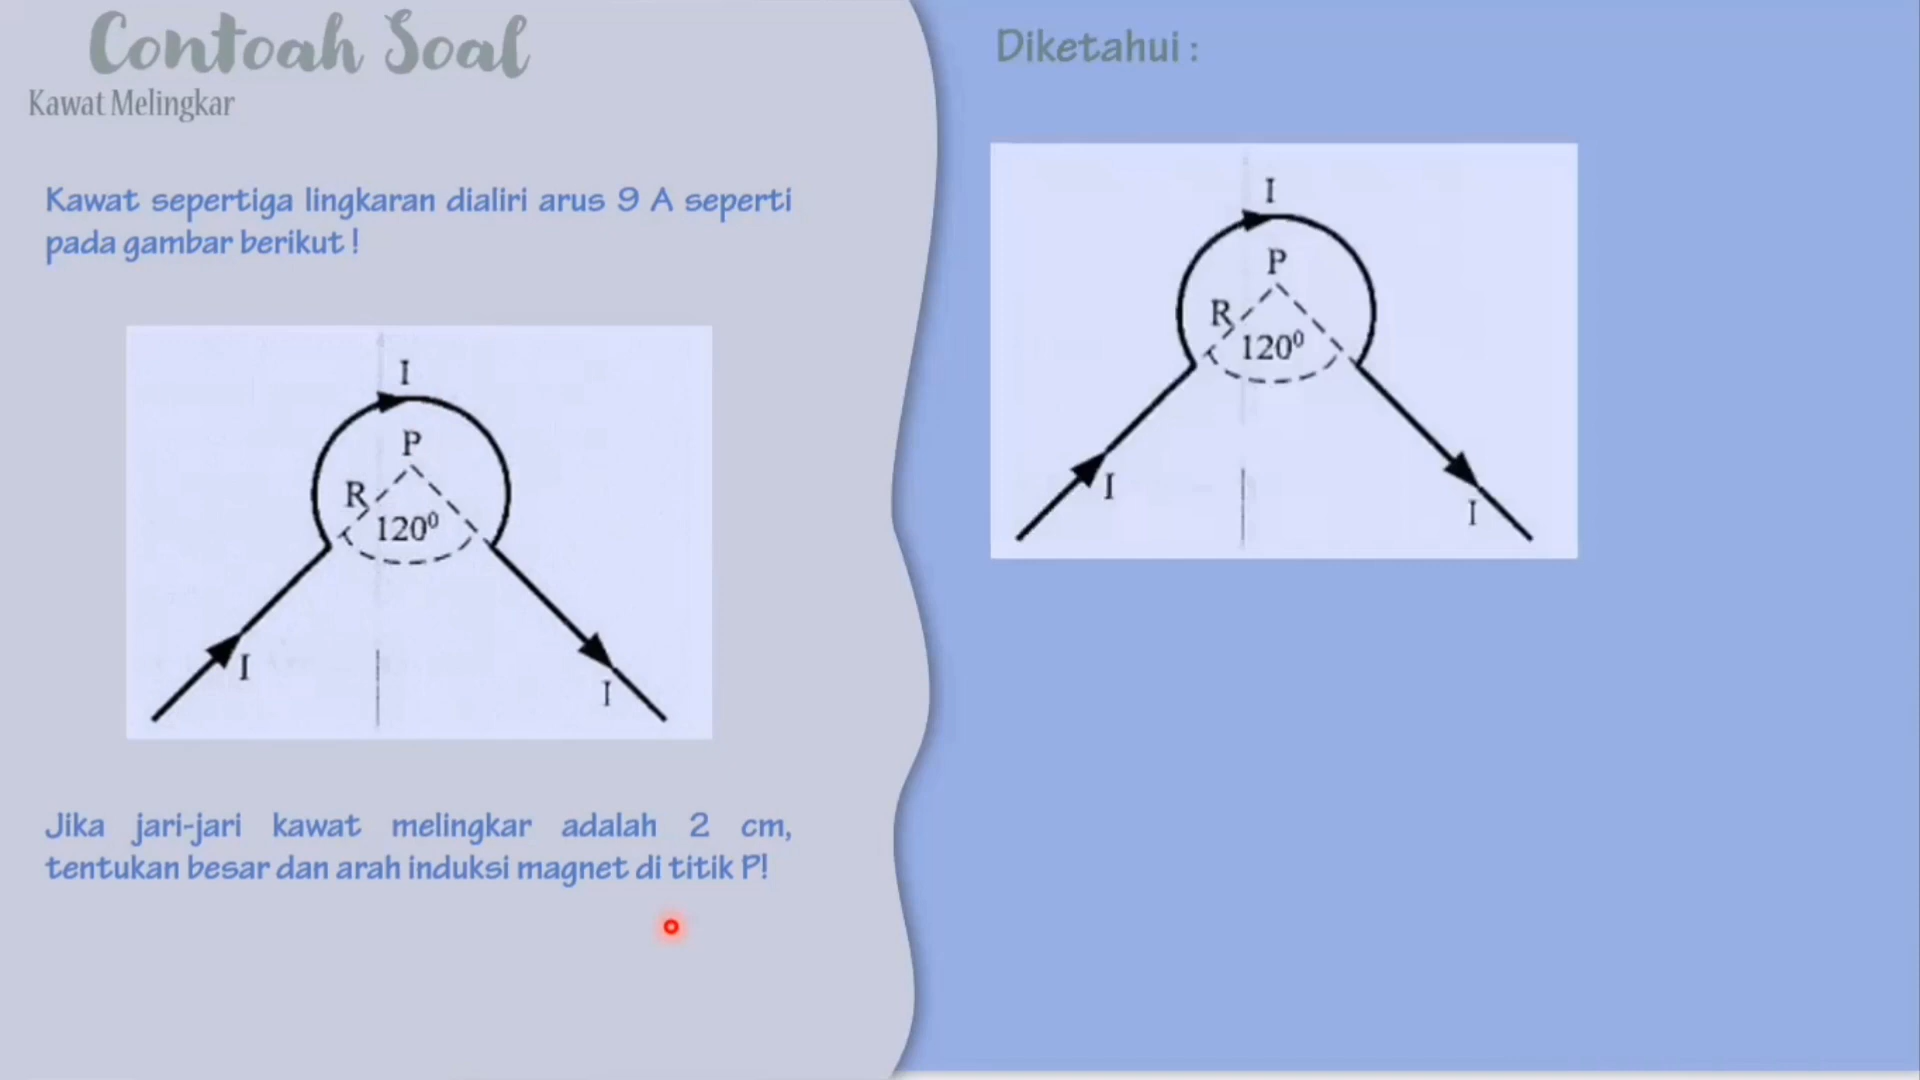 Contoah Soal
Kawat Melingkar
Kawat sepertiga lingkaran dialiri arus 9 A seperti
pada gambar berikut !
I
P
R
120⁰
I
I
Jika jari-jari kawat melingkar adalah 2 cm,
tentukan besar dan arah induksi magnet di titik P!
Diketahui :
I
P
R
120⁰
I
I